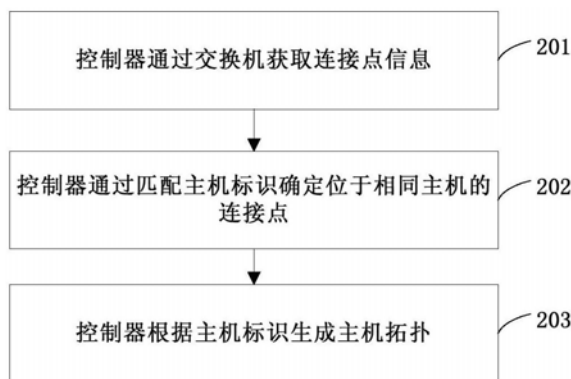 控制器通过交换机获取连接点信息
201
控制器通过匹配主机标识确定位于相同主机的
连接点
202
控制器根据主机标识生成主机拓扑
203